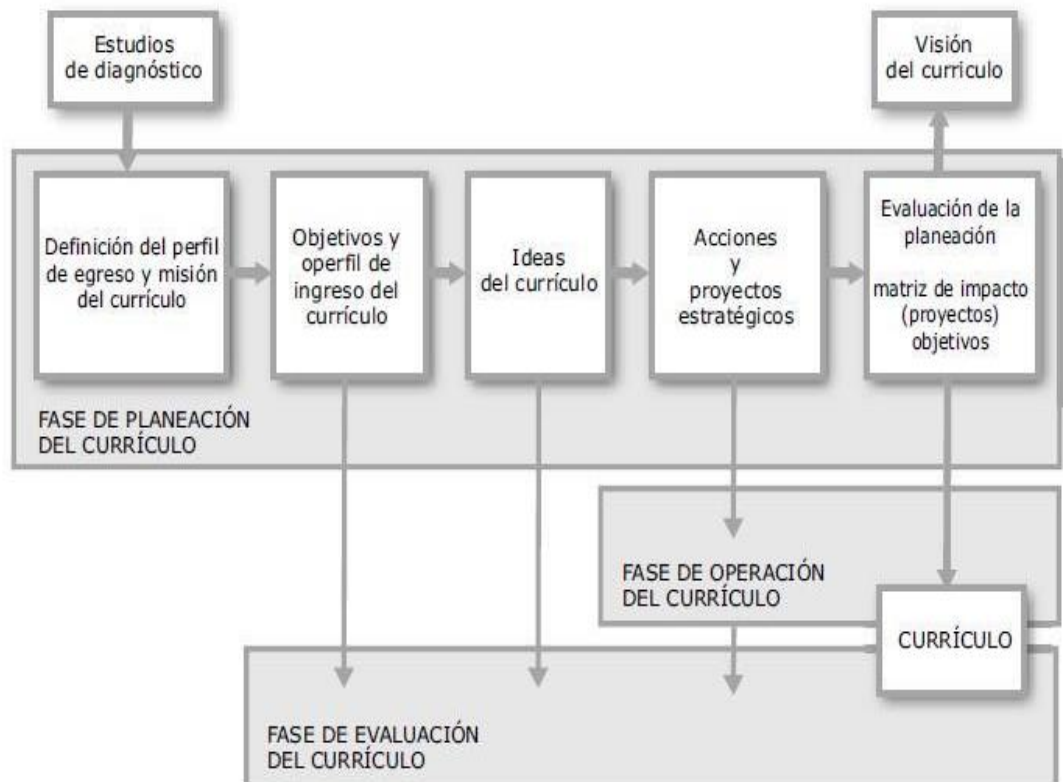 Estudios
de diagnóstico
Visión
del curriculo
Definición del perfil
de egreso y misión
del currículo
Objetivos y
operfil de
ingreso del
currículo
Ideas
del currículo
Acciones
y
proyectos
estratégicos
Evaluación de la
planeación
matriz de impacto
(proyectos)
objetivos
FASE DE PLANEACIÓN
DEL CURRÍCULO
FASE DE OPERACIÓN
DEL CURRÍCULO
CURRÍCULO
FASE DE EVALUACIÓN
DEL CURRÍCULO